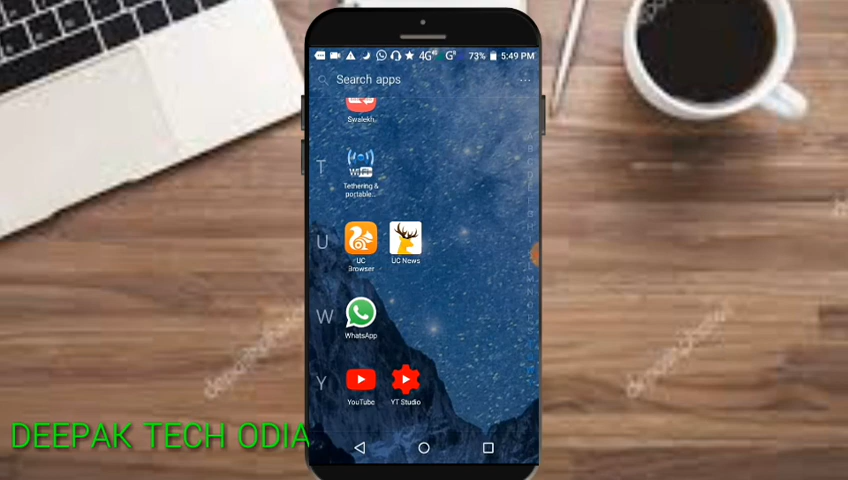 4G G 73% 5:49 PM
Search apps
Swalekh
T
Tethering &
portable...
U
UC
Browser
UC News
W
WhatsApp
Y
YouTube
YT Studio
DEEPAK TECH ODIA